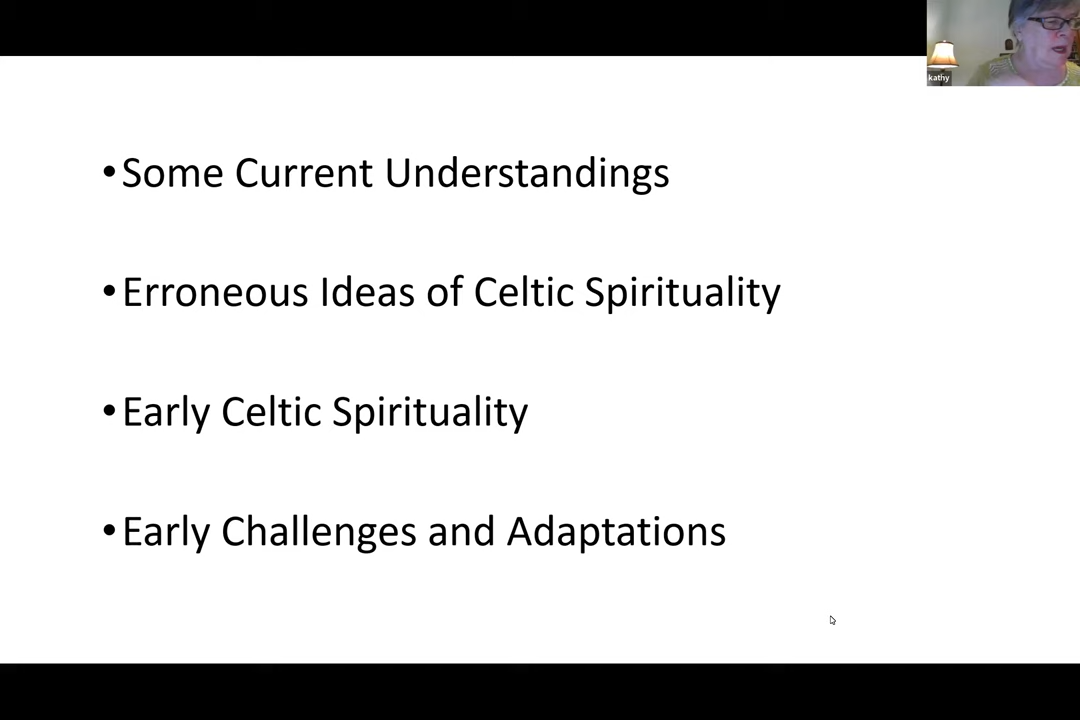 kathy
•Some Current Understandings
•Erroneous Ideas of Celtic Spirituality
•Early Celtic Spirituality
•Early Challenges and Adaptations